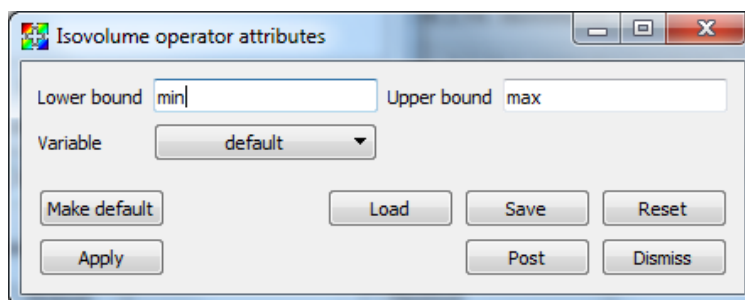 Isovolume operator attributes
Lower bound min Upper bound max
Variable default
Make default Load Save Reset
Apply Post Dismiss